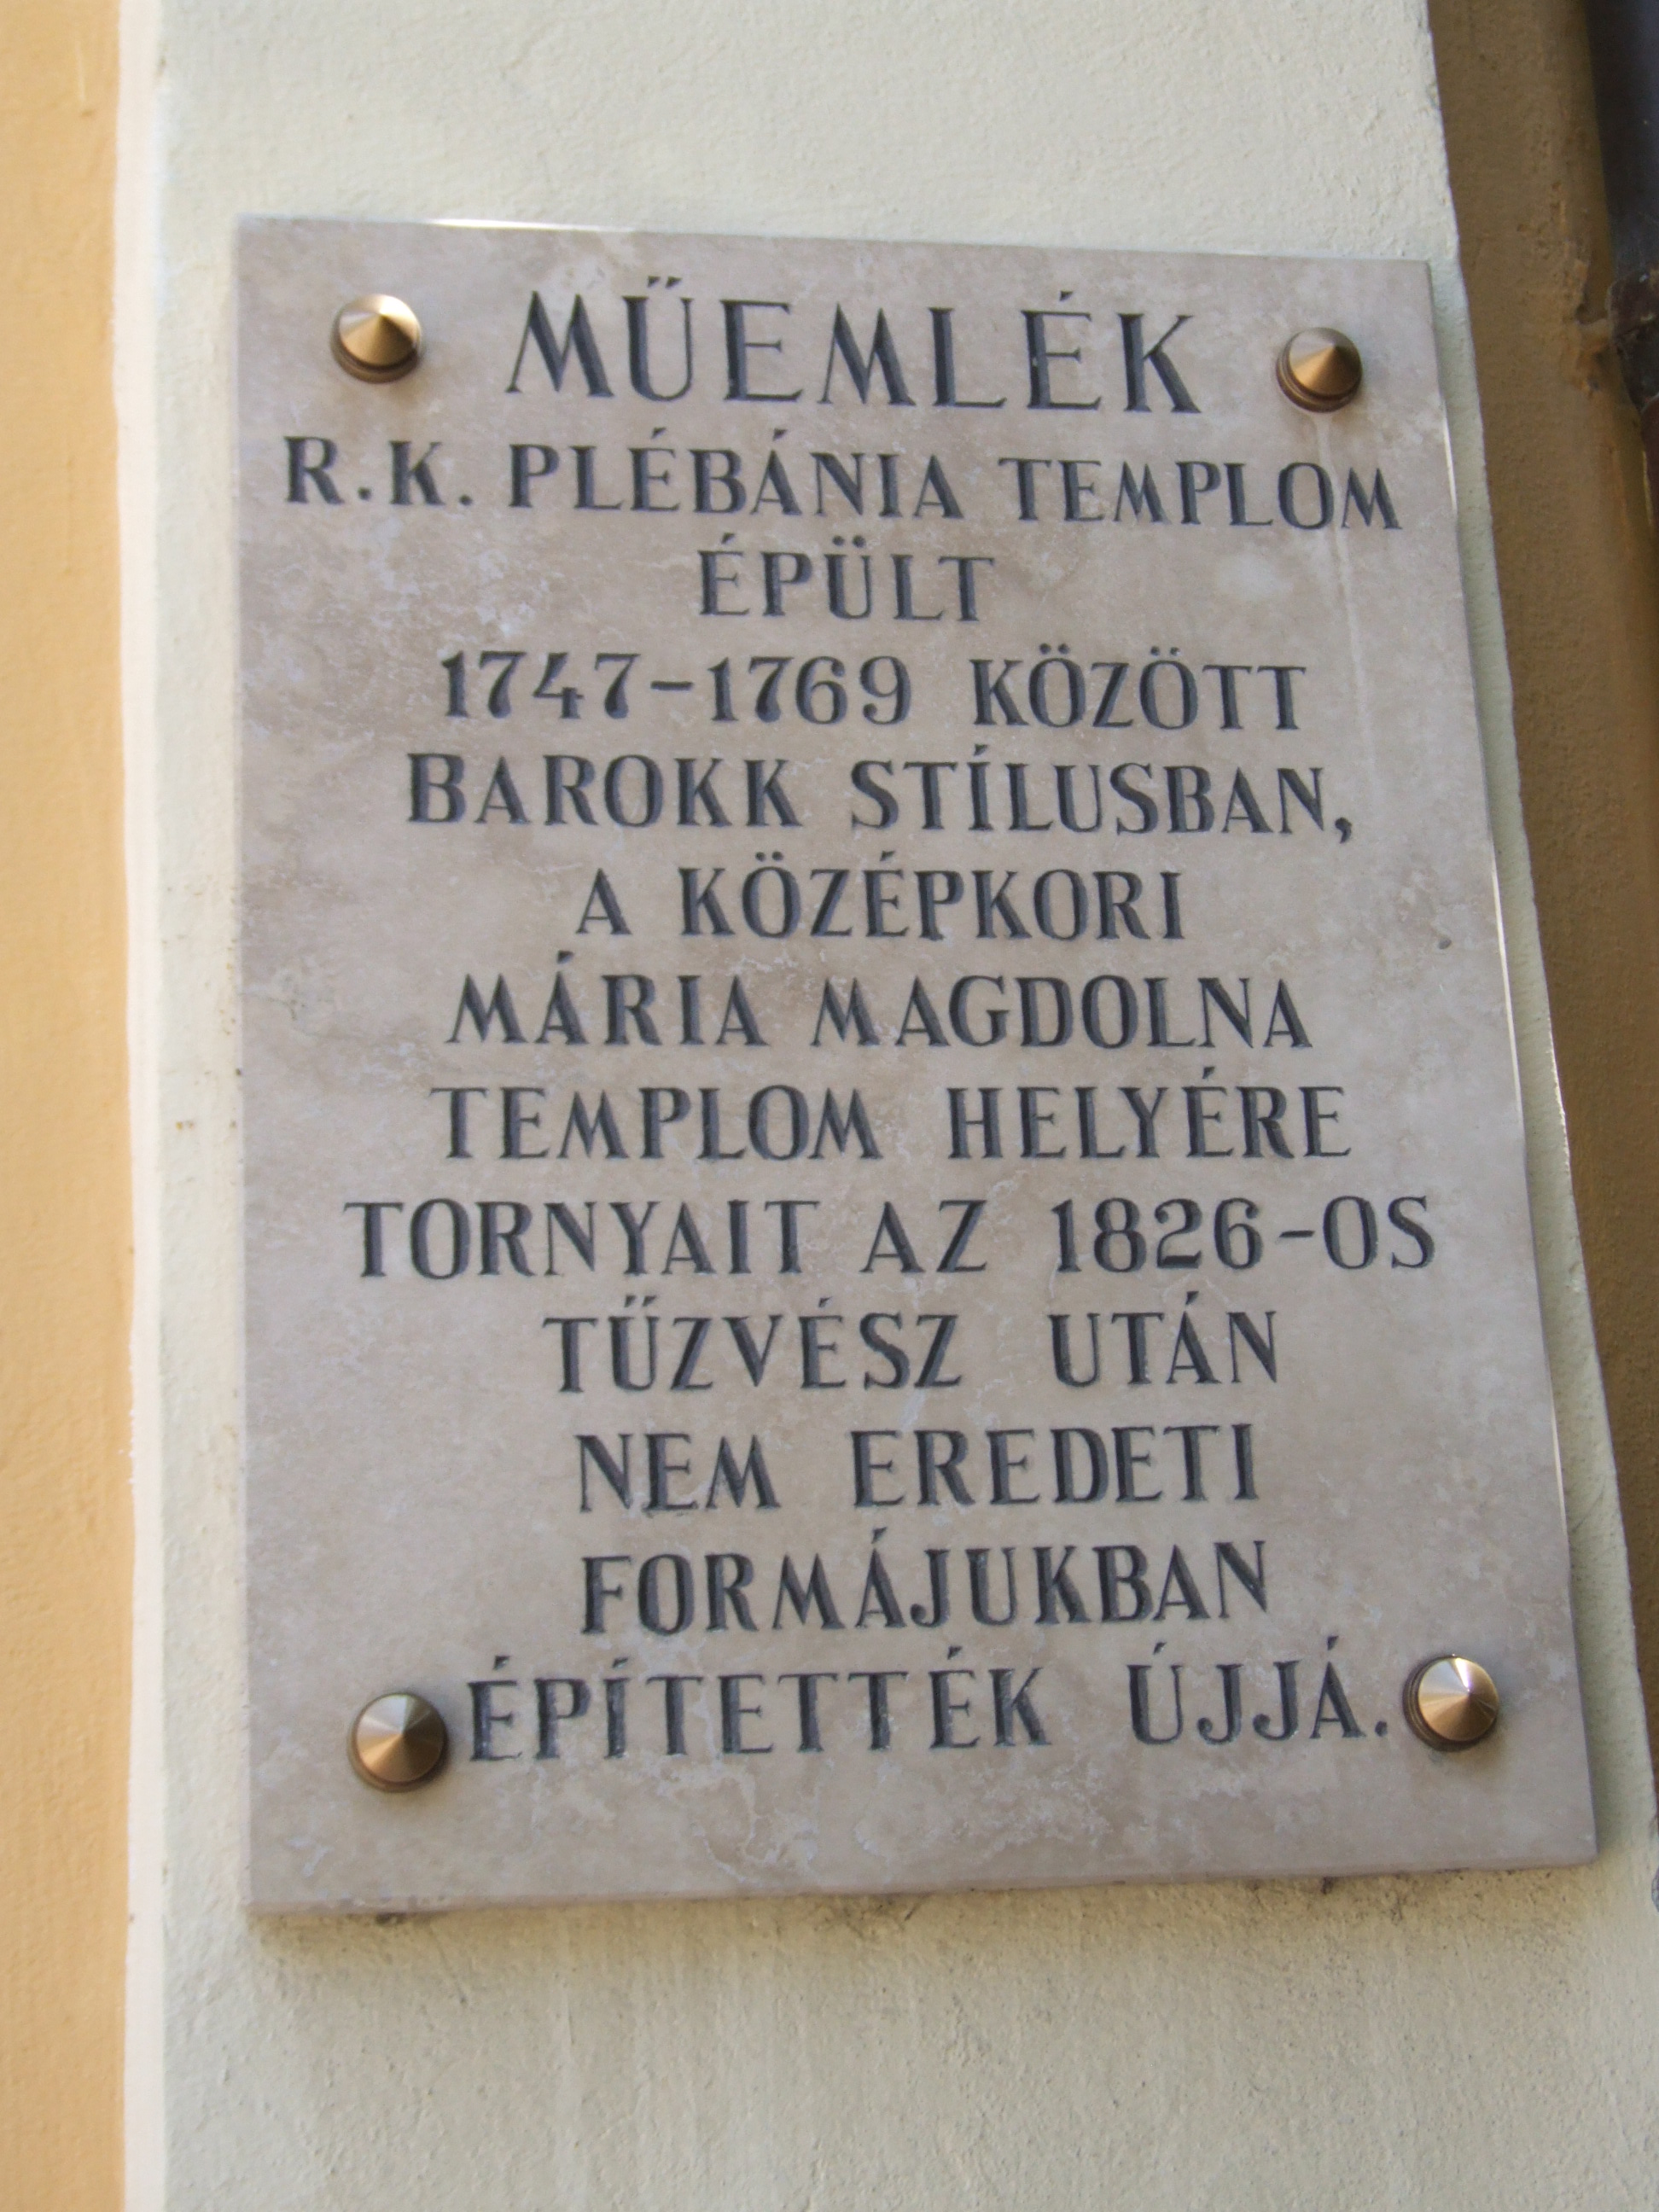 MŰEMLÉK
R.K. PLÉBÁNIA TEMPLOM
ÉPÜLT
1747-1769 KÖZÖTT
BAROKK STÍLUSBAN,
A KÖZÉPKORI
MÁRIA MAGDOLNA
TEMPLOM HELYÉRE
TORNYAIT AZ 1826-OS
TŰZVÉSZ UTÁN
NEM EREDETI
FORMÁJUKBAN
ÉPÍTETTÉK ÚJJÁ.